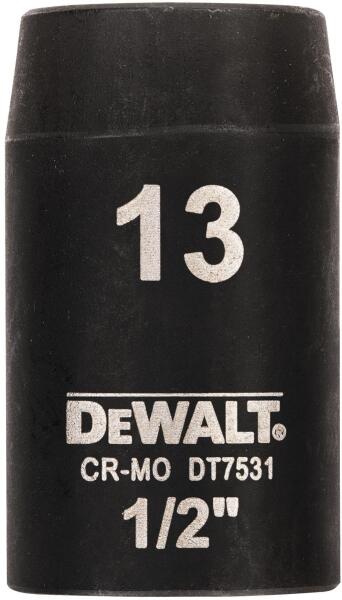 13
DEWALT®
CR-MO DT7531
1/2"